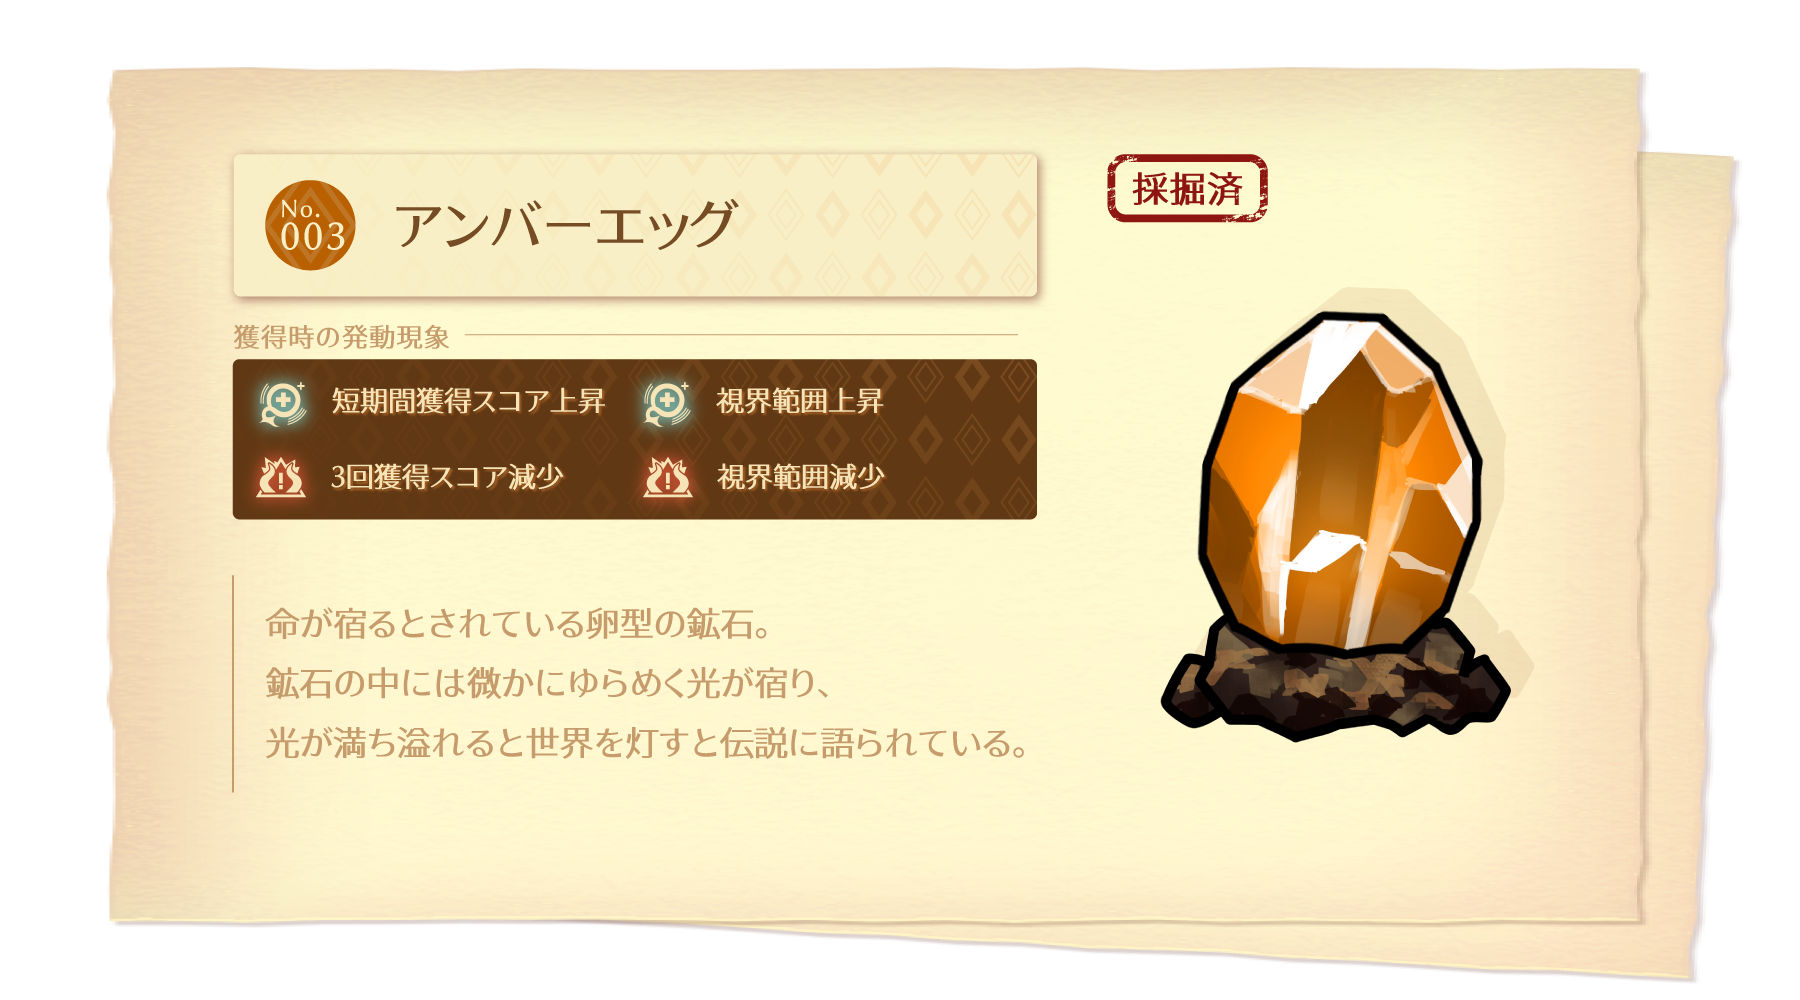 No.
003
アンバーエッグ
採掘済
獲得時の発動現象
短期間獲得スコア上昇
視界範囲上昇
3回獲得スコア減少
視界範囲減少
命が宿るとされている卵型の鉱石。
鉱石の中には微かにゆらめく光が宿り、
光が満ち溢れると世界を灯すと伝説に語られている。